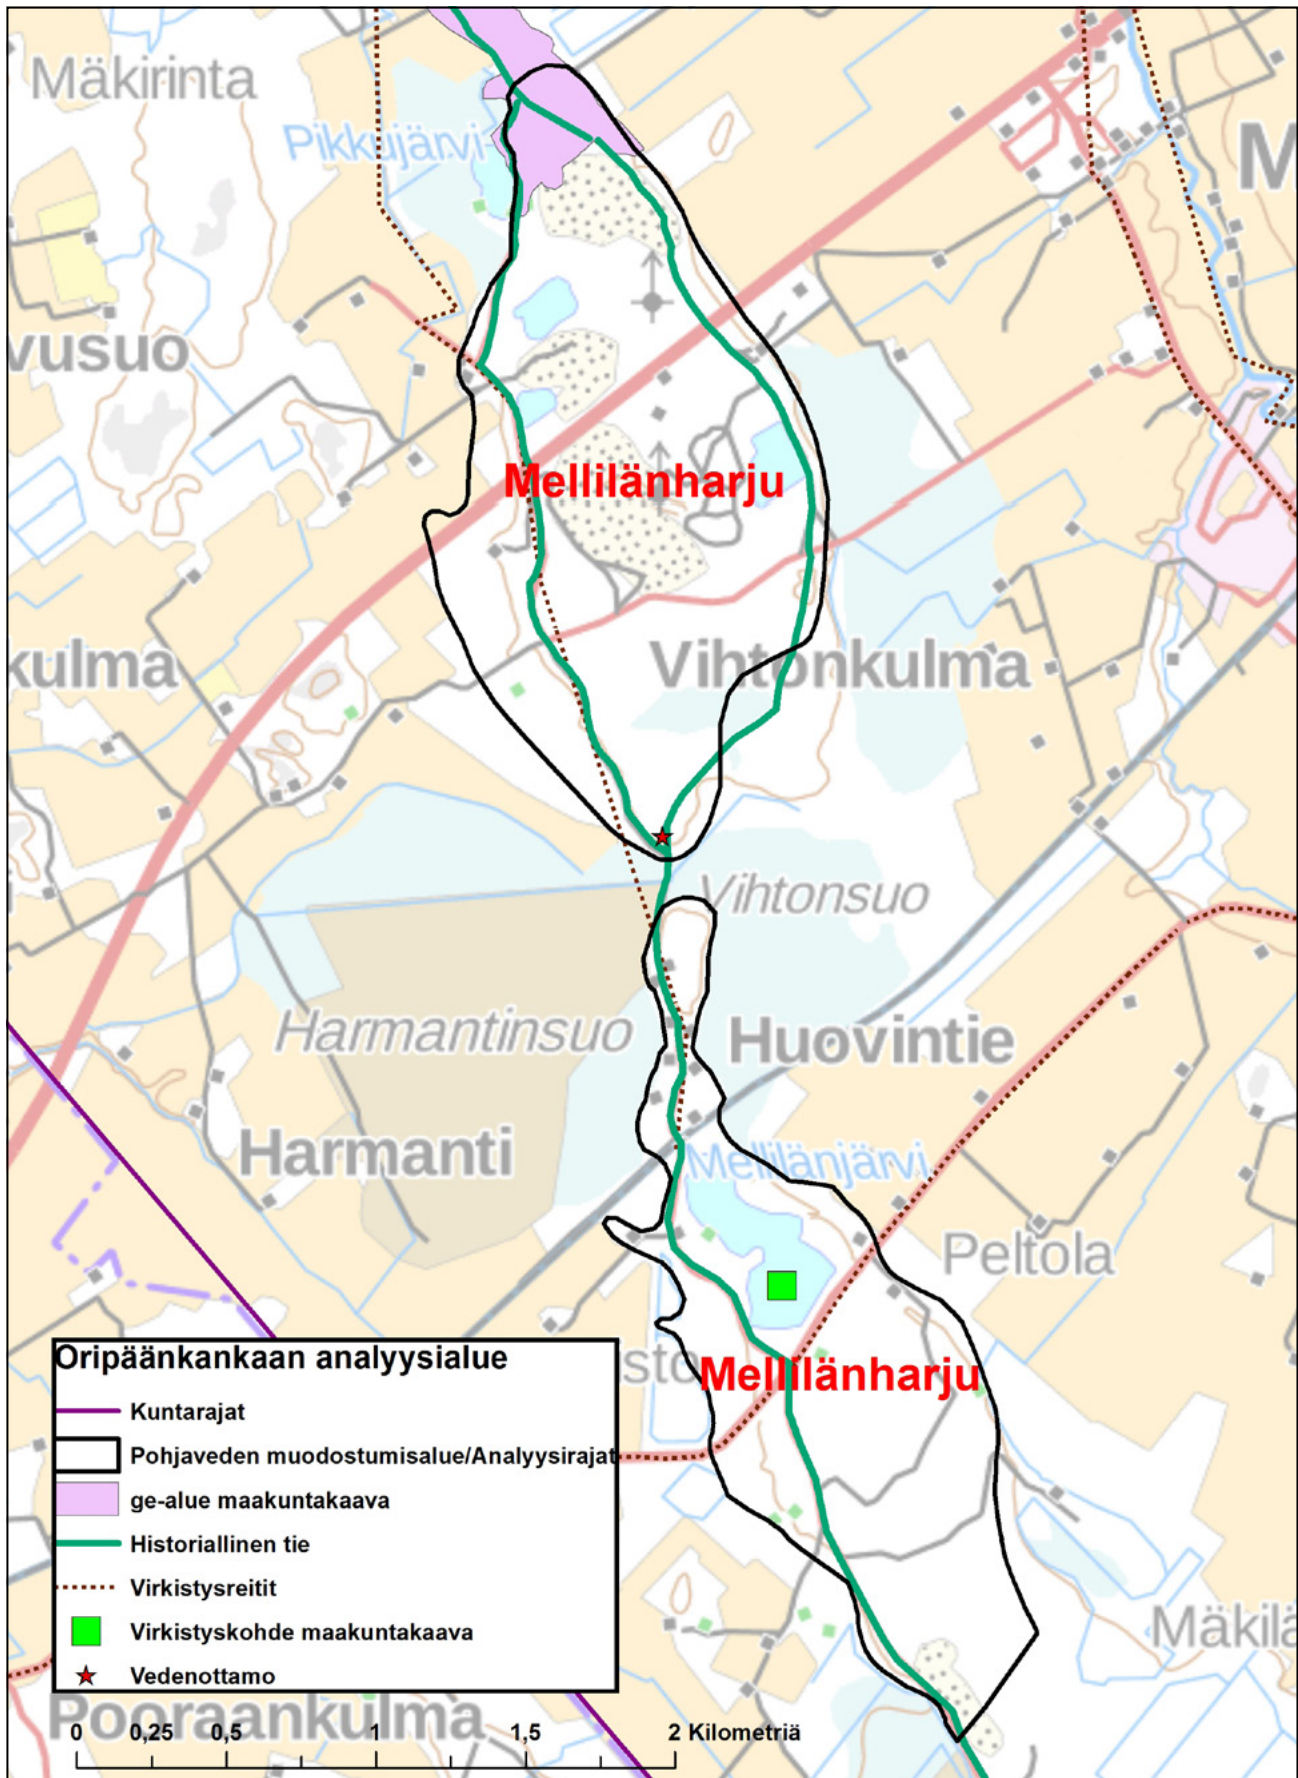 Mäkirinta
Pikkujärvi
M
vusuo
Mellilänharju
kulma
Vihtonkulma
Vihtonsuo
Harmantinsuo
Huovintie
Harmanti
Mellilänjärvi
Peltola
sto
Mellilänharju
Mäkilä
Pooraankulma
Oripäänkankaan analyysialue
Kuntarajat
Pohjaveden muodostumisalue/Analyysirajat
ge-alue maakuntakaava
Historiallinen tie
Virkistysreitit
Virkistyskohde maakuntakaava
Vedenottamo
0 0,25 0,5 1 1,5 2 Kilometriä